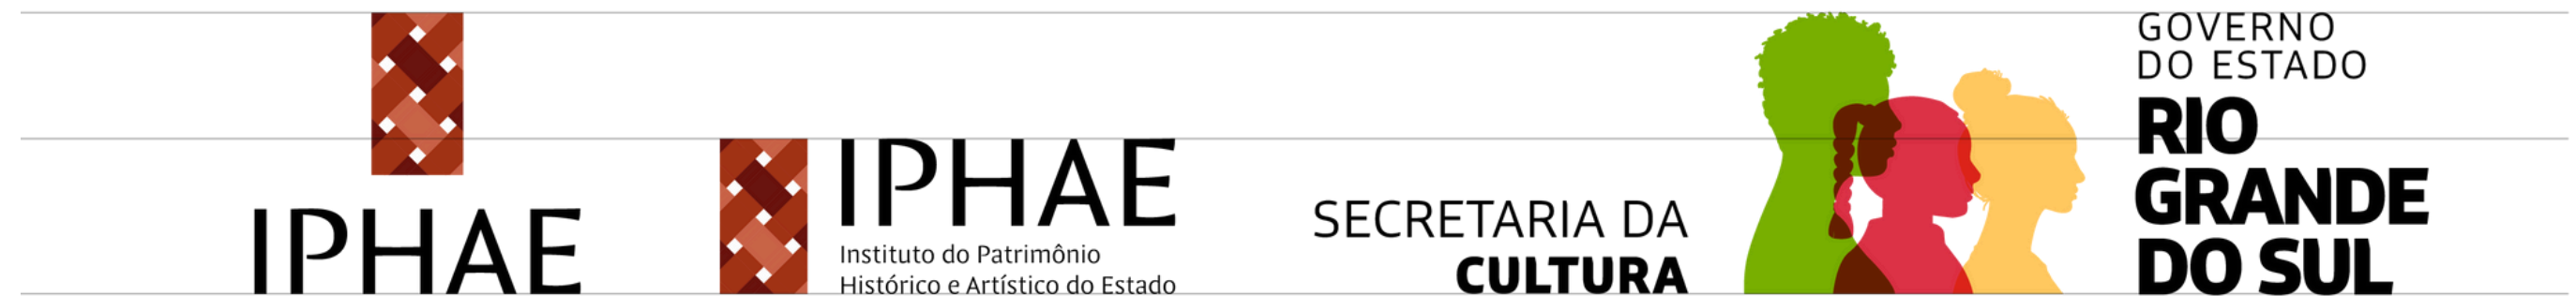 IPHAE
IPHAE
Instituto do Patrimônio
Histórico e Artístico do Estado
SECRETARIA DA
CULTURA
GOVERNO
DO ESTADO
RIO
GRANDE
DO SUL